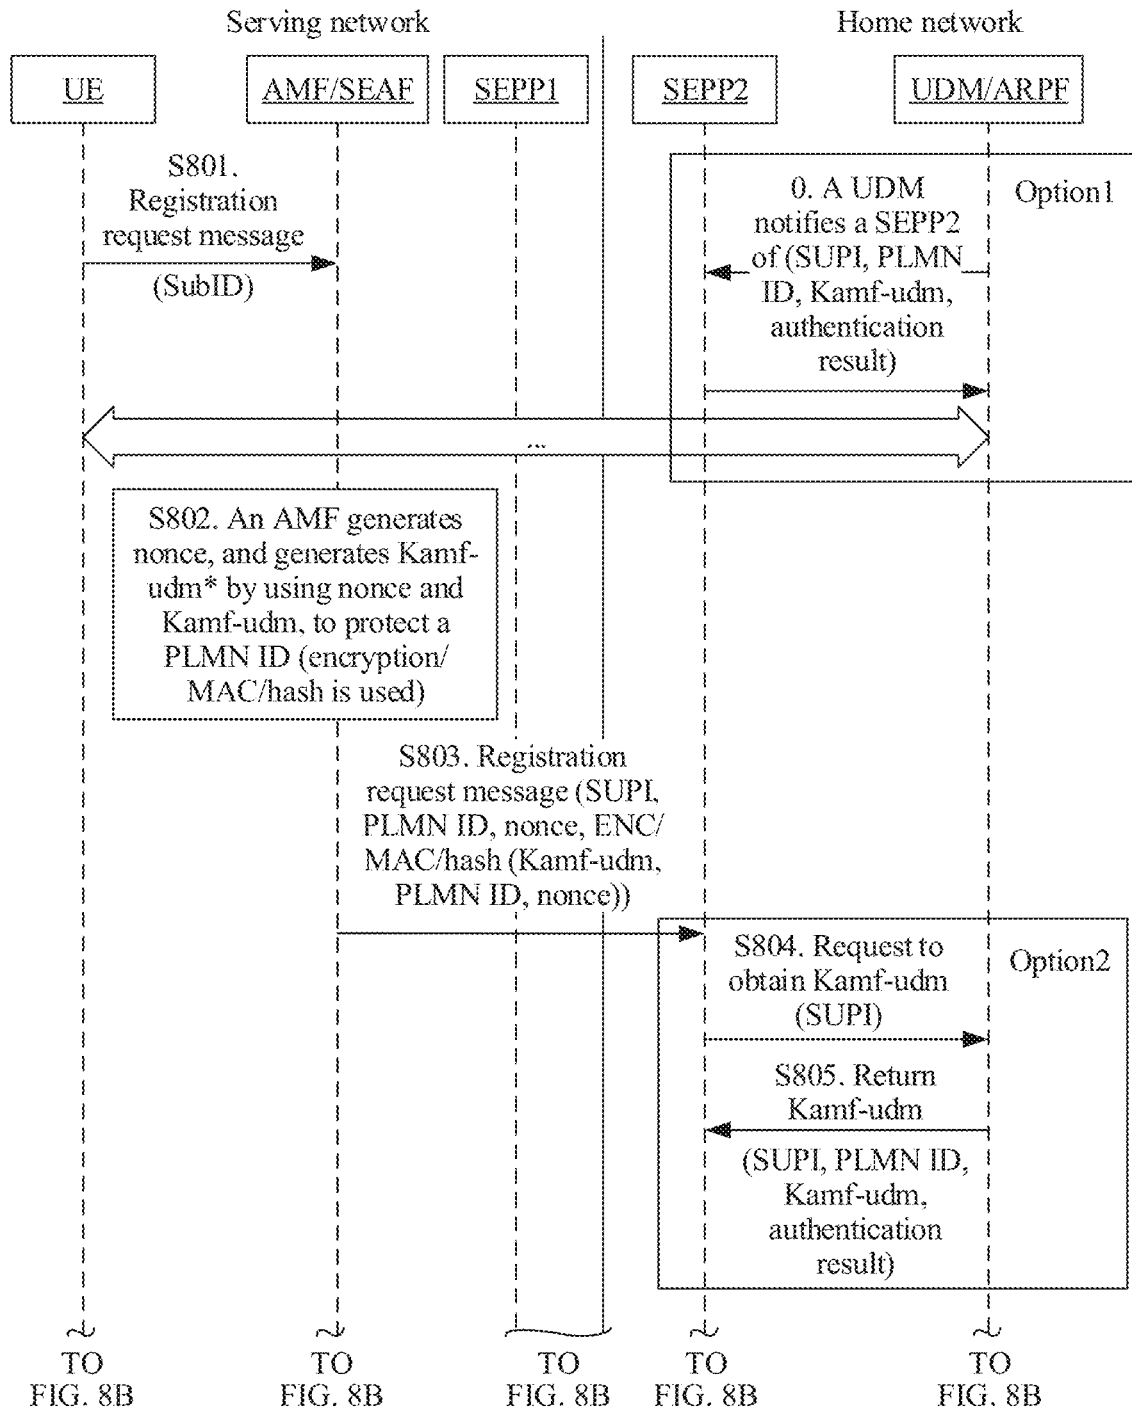 Serving network
Home network
UE
AMF/SEAF
SEPP1
SEPP2
UDM/ARPF
S801.
Registration
request message
(SubID)
Option1
0. A UDM
notifies a SEPP2
of (SUPI, PLMN
ID, Kamf-udm,
authentication
result)
...
S802. An AMF generates
nonce, and generates Kamf-
udm* by using nonce and
Kamf-udm, to protect a
PLMN ID (encryption/
MAC/hash is used)
S803. Registration
request message (SUPI,
PLMN ID, nonce, ENC/
MAC/hash (Kamf-udm,
PLMN ID, nonce))
Option2
S804. Request to
obtain Kamf-udm
(SUPI)
S805. Return
Kamf-udm
(SUPI, PLMN ID,
Kamf-udm,
authentication
result)
TO
FIG. 8B
TO
FIG. 8B
TO
FIG. 8B
TO
FIG. 8B
TO
FIG. 8B